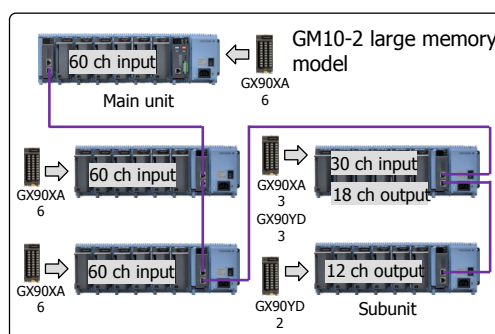 GM10-2 large memory
model
60 ch input
GX90XA
6
Main unit
GX90XA
6
60 ch input
GX90XA
3
GX90YD
3
30 ch input
18 ch output
GX90XA
6
60 ch input
GX90YD
2
12 ch output
Subunit